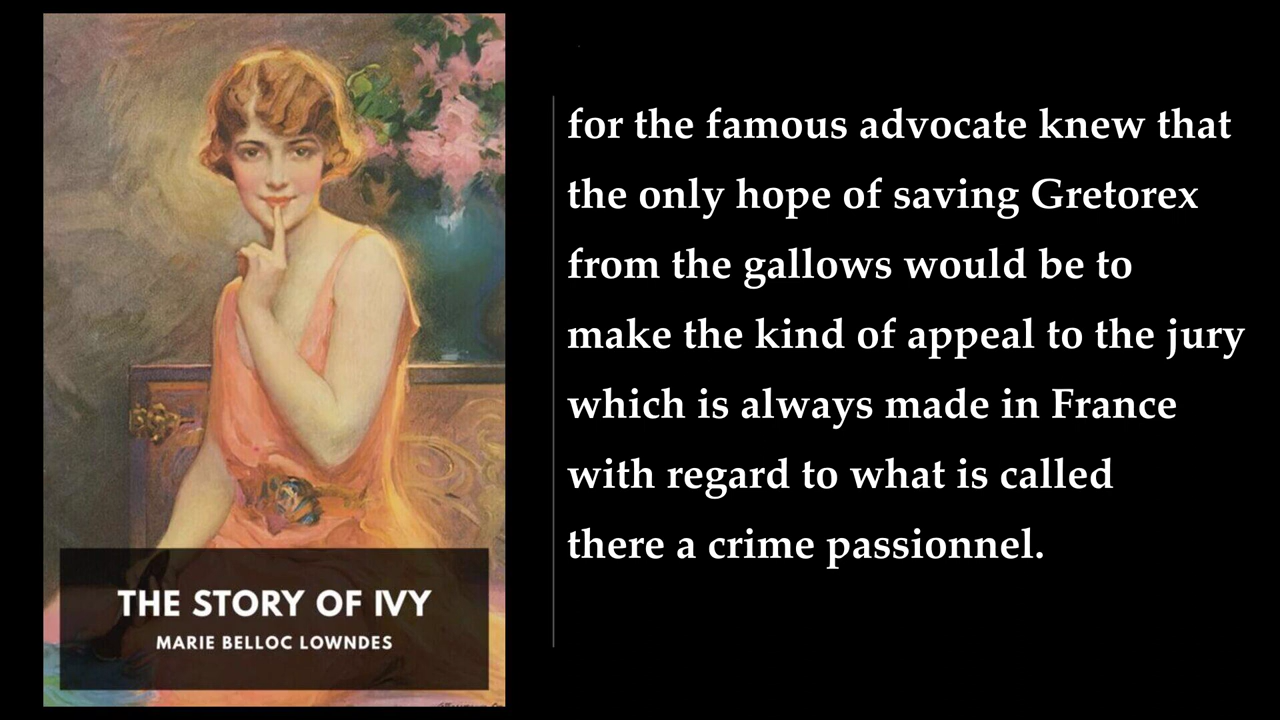 THE STORY OF IVY
MARIE BELLOC LOWNDES
for the famous advocate knew that
the only hope of saving Gretorex
from the gallows would be to
make the kind of appeal to the jury
which is always made in France
with regard to what is called
there a crime passionnel.